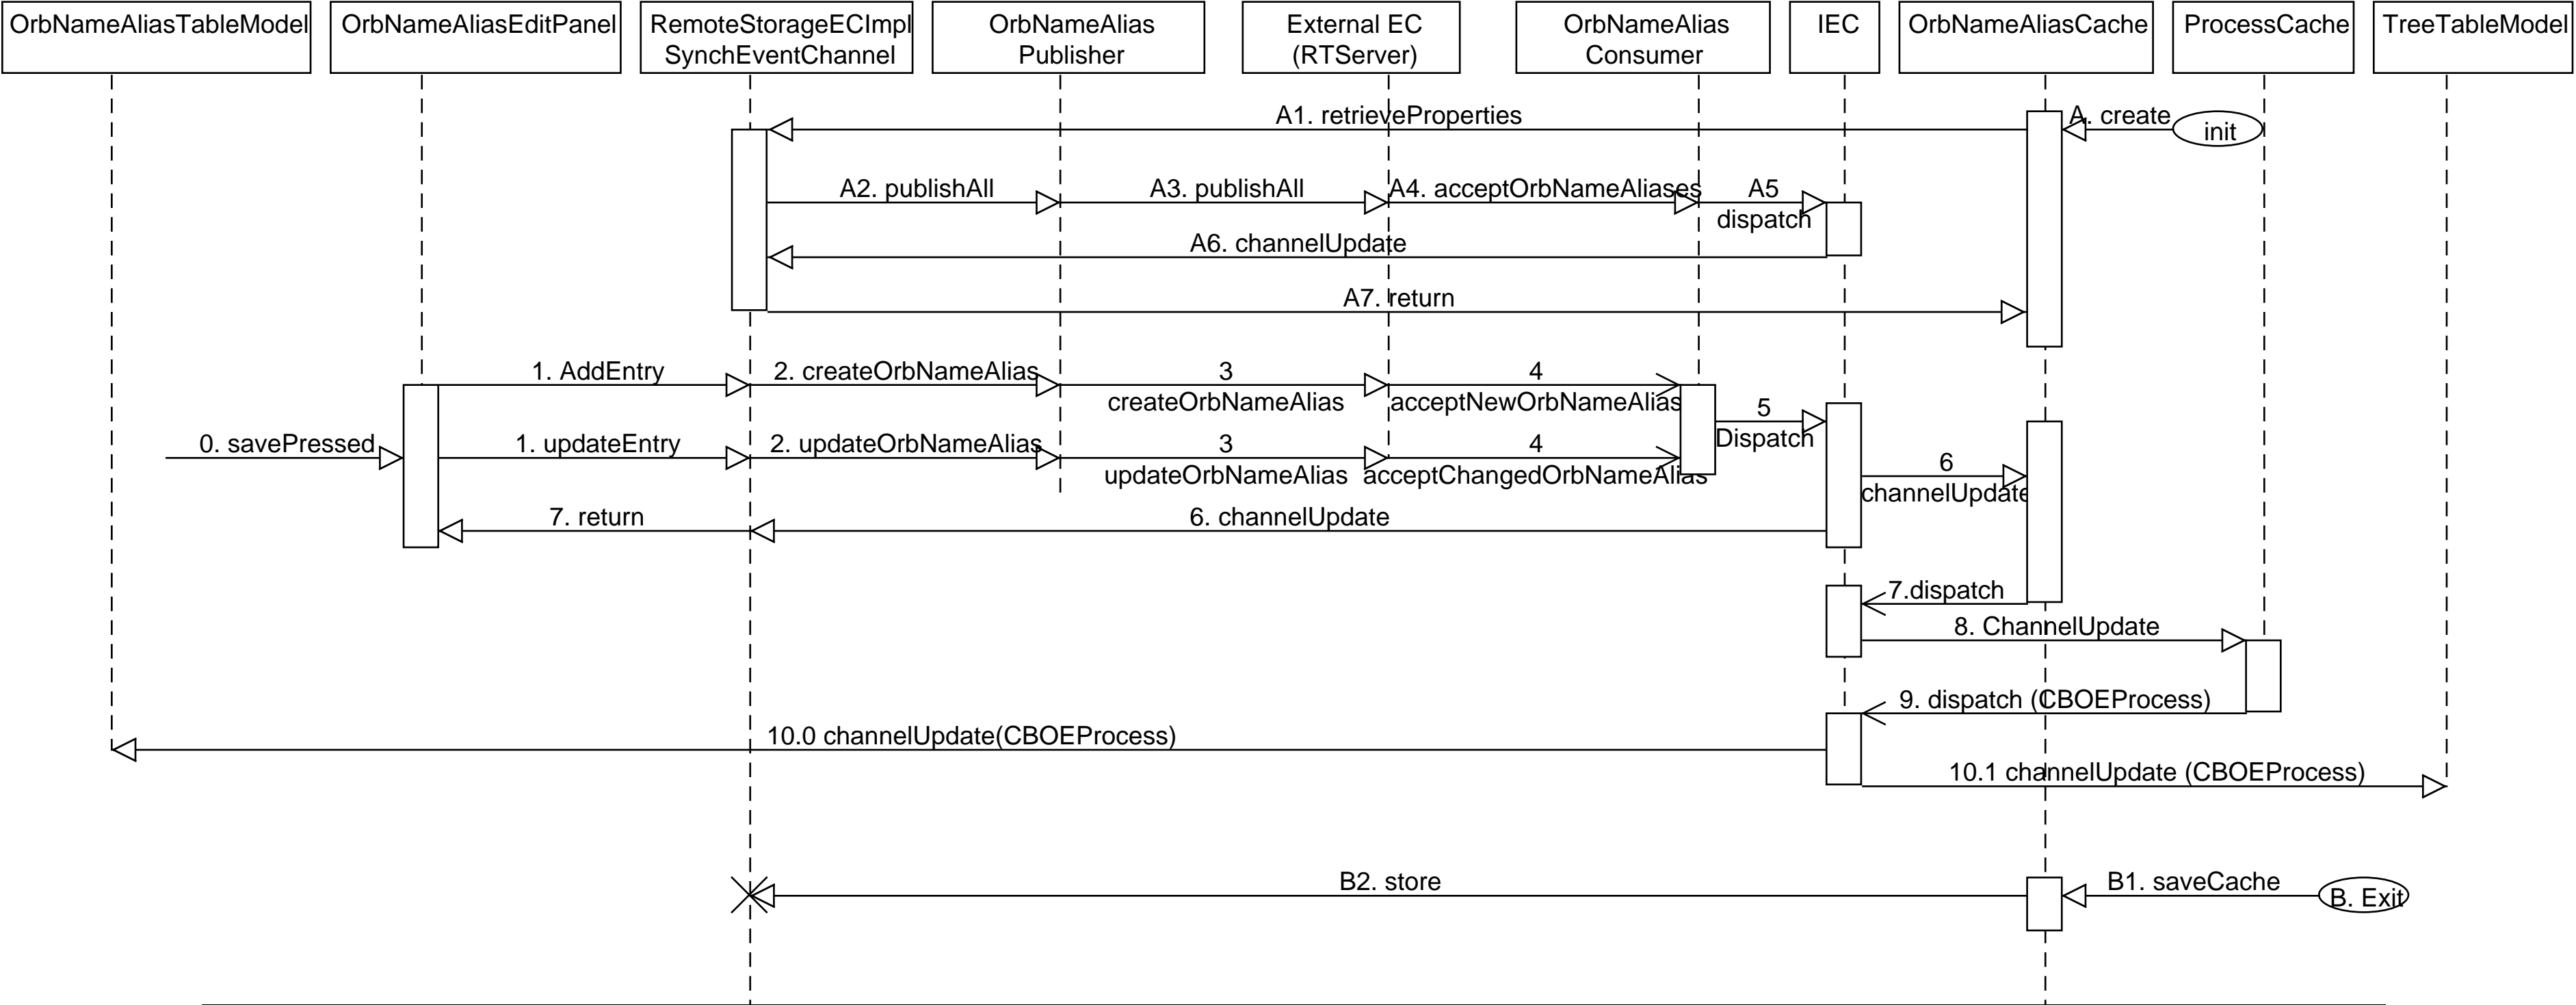 OrbNameAliasTableModel
OrbNameAliasEditPanel
RemoteStorageECImpl
SynchEventChannel
OrbNameAlias
Publisher
External EC
(RTServer)
OrbNameAlias
Consumer
IEC
OrbNameAliasCache
ProcessCache
TreeTableModel
A1. retrieveProperties
A. create
init
A2. publishAll
A3. publishAll
A4. acceptOrbNameAliases
A5
dispatch
A6. channelUpdate
A7. return
1. AddEntry
2. createOrbNameAlias
3
createOrbNameAlias
4
acceptNewOrbNameAlias
5
Dispatch
0. savePressed
1. updateEntry
2. updateOrbNameAlias
3
updateOrbNameAlias
4
acceptChangedOrbNameAlias
6
channelUpdate
7. return
6. channelUpdate
7.dispatch
8. ChannelUpdate
9. dispatch (CBOEProcess)
10.0 channelUpdate(CBOEProcess)
10.1 channelUpdate (CBOEProcess)
B2. store
B1. saveCache
B. Exit